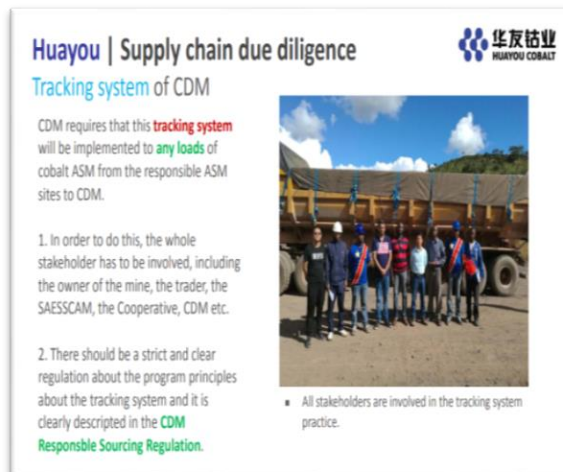 Huayou | Supply chain due diligence
华友钴业
HUAYOU COBALT
Tracking system of CDM
CDM requires that this tracking system
will be implemented to any loads of
cobalt ASM from the responsible ASM
sites to CDM.
1. In order to do this, the whole
stakeholder has to be involved, including
the owner of the mine, the trader, the
SAESSCAM, the Cooperative, CDM etc.
2. There should be a strict and clear
regulation about the program principles
about the tracking system and it is
clearly descripted in the CDM
Responsble Sourcing Regulation.
▪ All stakeholders are involved in the tracking system
practice.